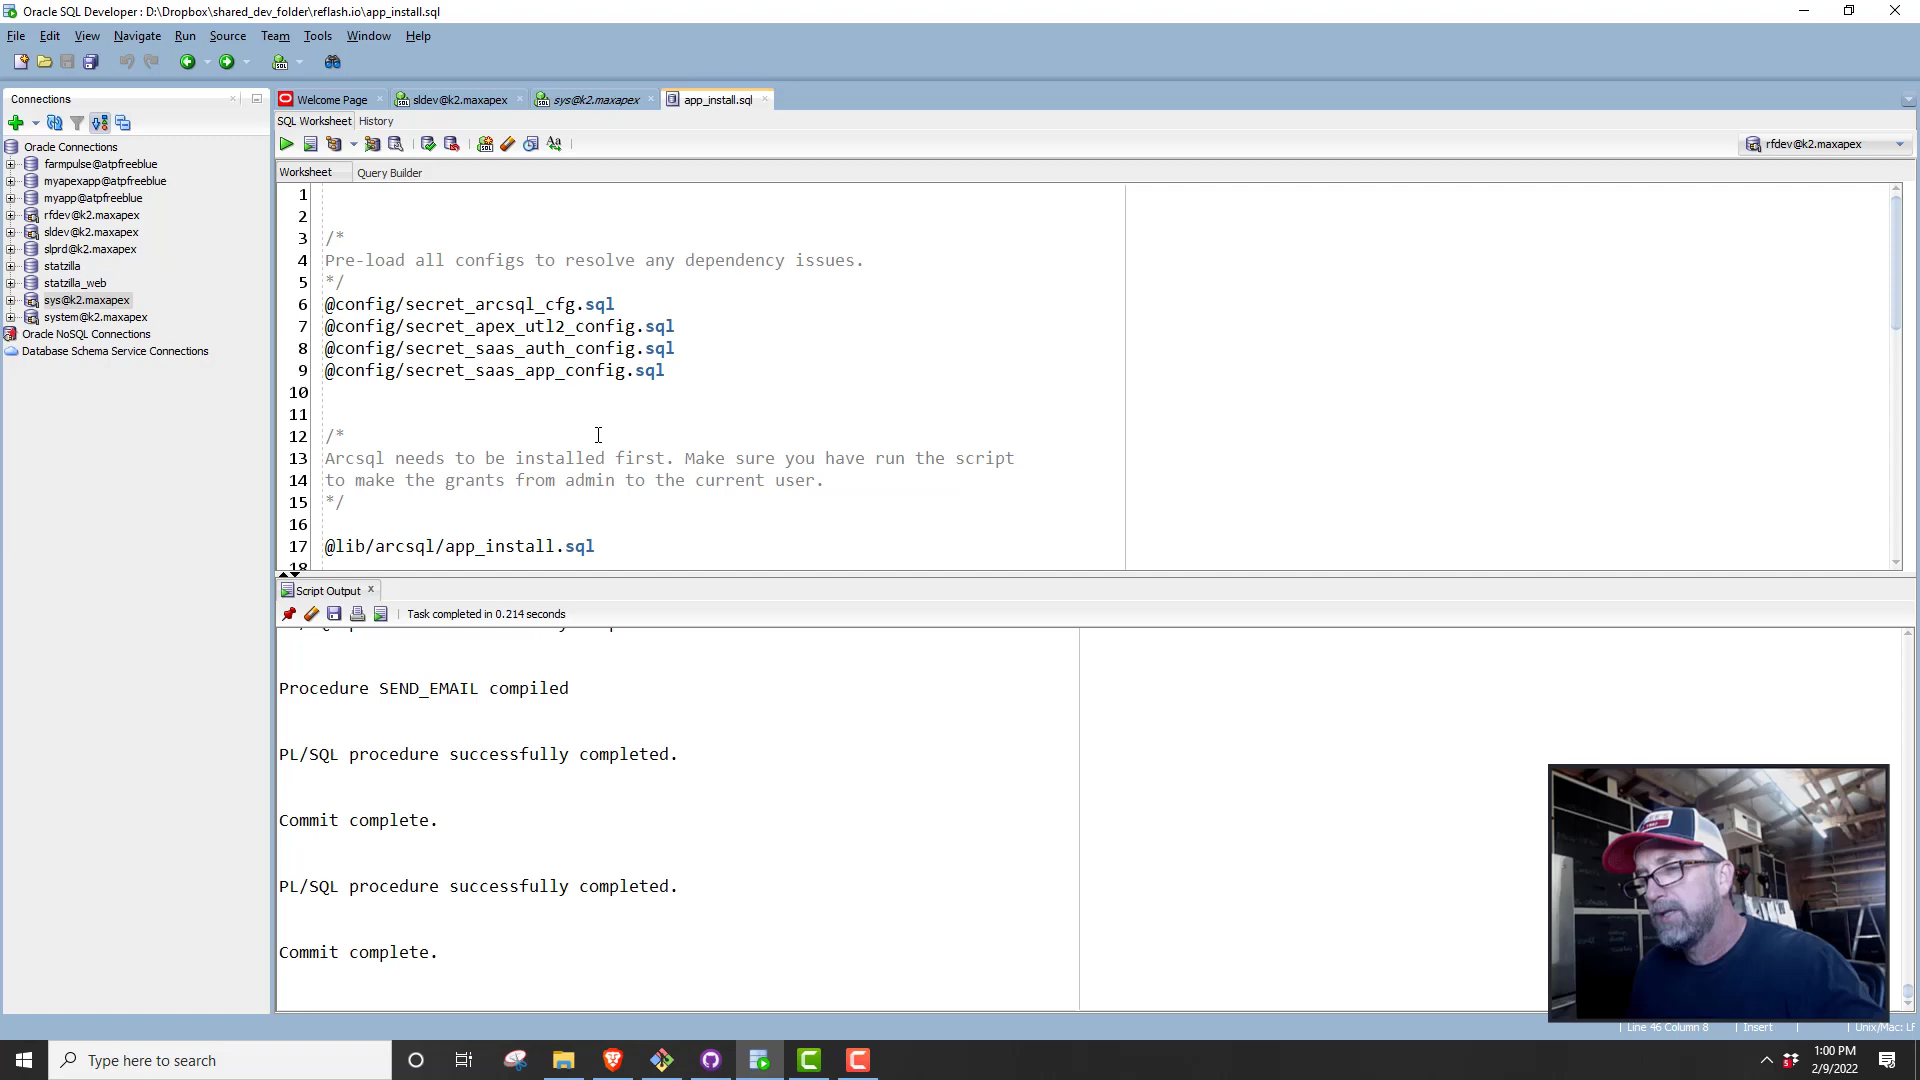 Oracle SQL Developer : D:\Dropbox\shared_dev_folder\reflash.io\app_install.sql
File Edit View Navigate Run Source Team Tools Window Help
Connections
Welcome Page
sldev@k2.maxapex
sys@k2.maxapex
app_install.sql
SQL Worksheet History
rfdev@k2.maxapex
Worksheet Query Builder
Oracle Connections
farmpulse@atpfreeblue
myapexapp@atpfreeblue
myapp@atpfreeblue
rfdev@k2.maxapex
sldev@k2.maxapex
slprd@k2.maxapex
statzilla
statzilla_web
sys@k2.maxapex
system@k2.maxapex
Oracle NoSQL Connections
Database Schema Service Connections
1
2
3 /*
4 Pre-load all configs to resolve any dependency issues.
5 */
6 @config/secret_arcsql_cfg.sql
7 @config/secret_apex_utl2_config.sql
8 @config/secret_saas_auth_config.sql
9 @config/secret_saas_app_config.sql
10
11
12 /*
13 Arcsql needs to be installed first. Make sure you have run the script
14 to make the grants from admin to the current user.
15 */
16
17 @lib/arcsql/app_install.sql
18
Script Output
Task completed in 0.214 seconds
Procedure SEND_EMAIL compiled
PL/SQL procedure successfully completed.
Commit complete.
PL/SQL procedure successfully completed.
Commit complete.
Line 46 Column 8 Insert Unix/Mac: LF
Type here to search
1:00 PM
2/9/2022